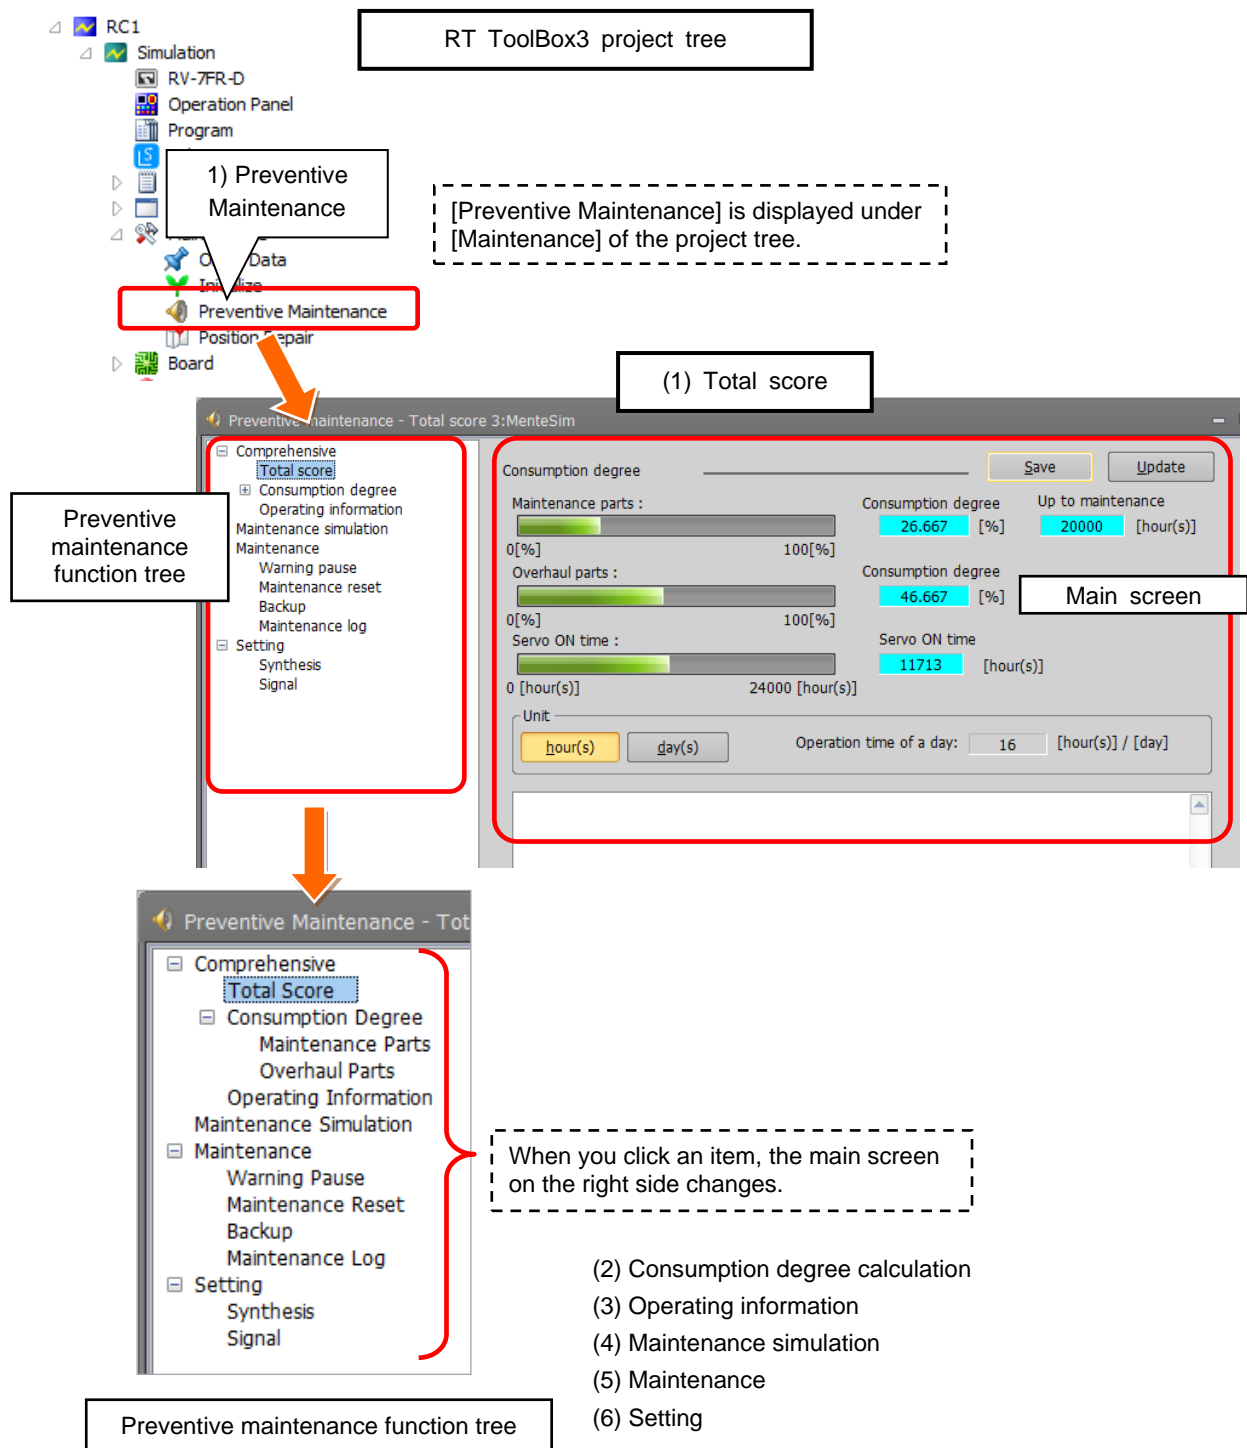 RC1
RT ToolBox3 project tree
Simulation
RV-7FR-D
Operation Panel
Program
1) Preventive
Maintenance
[Preventive Maintenance] is displayed under
[Maintenance] of the project tree.
Data
Preventive Maintenance
Position Repair
Board
(1) Total score
Preventive maintenance - Total score 3:MenteSim
Comprehensive
Total score
Consumption degree
Operating information
Maintenance simulation
Maintenance
Warning pause
Maintenance reset
Backup
Maintenance log
Setting
Synthesis
Signal
Preventive
maintenance
function tree
Consumption degree
Save
Update
Maintenance parts :
Consumption degree
Up to maintenance
26.667 [%]
20000 [hour(s)]
0[%]
100[%]
Overhaul parts :
Consumption degree
46.667 [%]
Main screen
0[%]
100[%]
Servo ON time :
Servo ON time
11713 [hour(s)]
0 [hour(s)]
24000 [hour(s)]
Unit
hour(s)
day(s)
Operation time of a day: 16 [hour(s)] / [day]
Preventive Maintenance - Tot
Comprehensive
Total Score
Consumption Degree
Maintenance Parts
Overhaul Parts
Operating Information
Maintenance Simulation
Maintenance
Warning Pause
Maintenance Reset
Backup
Maintenance Log
Setting
Synthesis
Signal
When you click an item, the main screen
on the right side changes.
(2) Consumption degree calculation
(3) Operating information
(4) Maintenance simulation
(5) Maintenance
(6) Setting
Preventive maintenance function tree